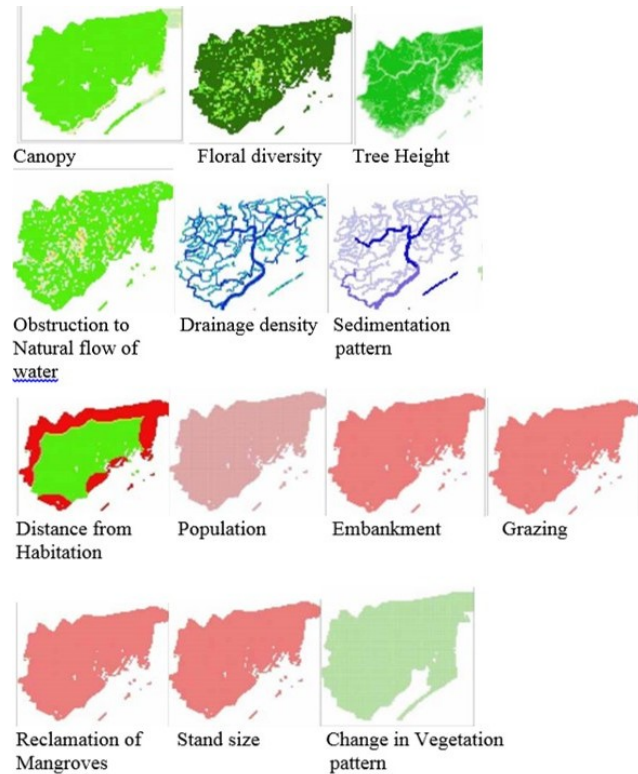 Canopy
Floral diversity
Tree Height
Obstruction to
Natural flow of
water
Drainage density
Sedimentation
pattern
Distance from
Habitation
Population
Embankment
Grazing
Reclamation of
Mangroves
Stand size
Change in Vegetation
pattern